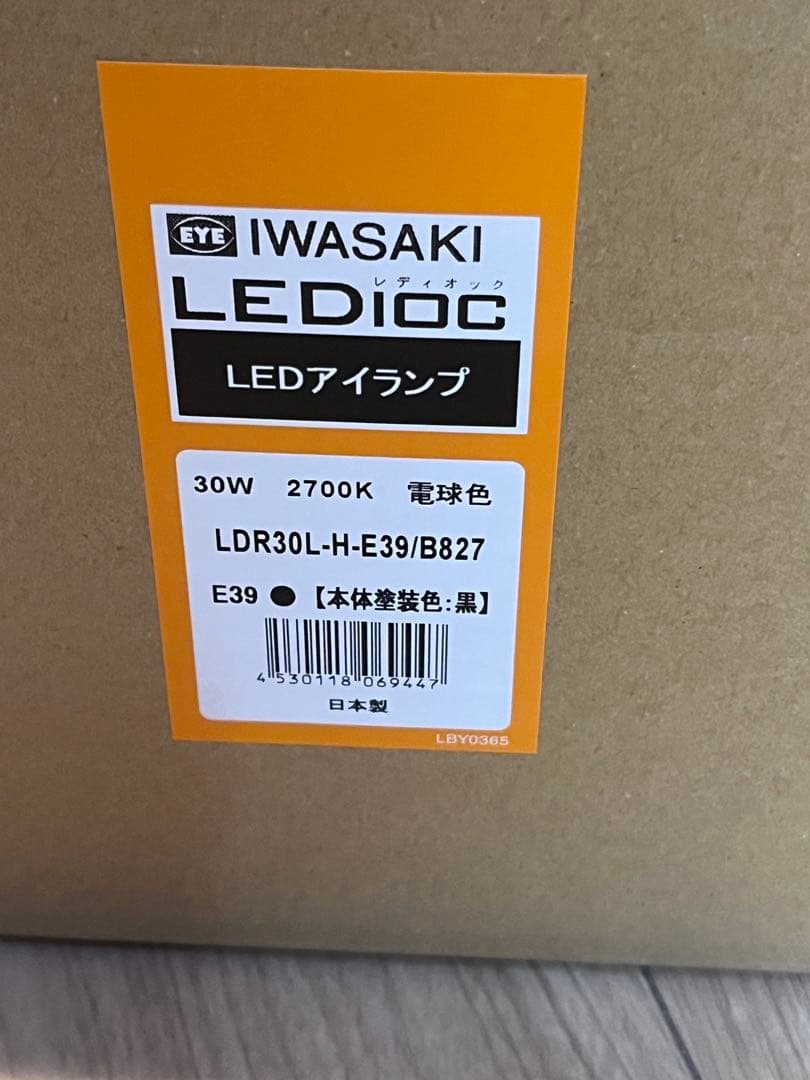 EYE IWASAKI
レディオック
LEDIOC
LEDアイランプ
30W 2700K 電球色
LDR30L-H-E39/B827
E39 ● 【本体塗装色:黒】
4 530118 069447
日本製
LBY0365